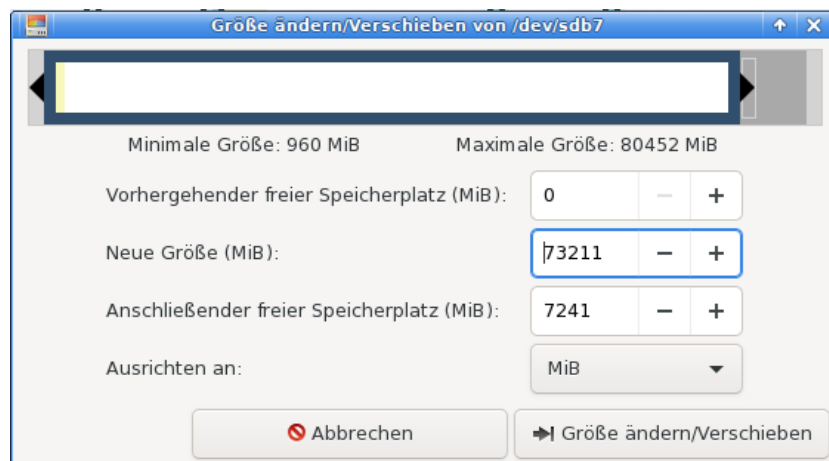 Größe ändern/Verschieben von /dev/sdb7
Minimale Größe: 960 MiB Maximale Größe: 80452 MiB
Vorhergehender freier Speicherplatz (MiB): 0
Neue Größe (MiB): 73211
Anschließender freier Speicherplatz (MiB): 7241
Ausrichten an: MiB
Abbrechen Größe ändern/Verschieben